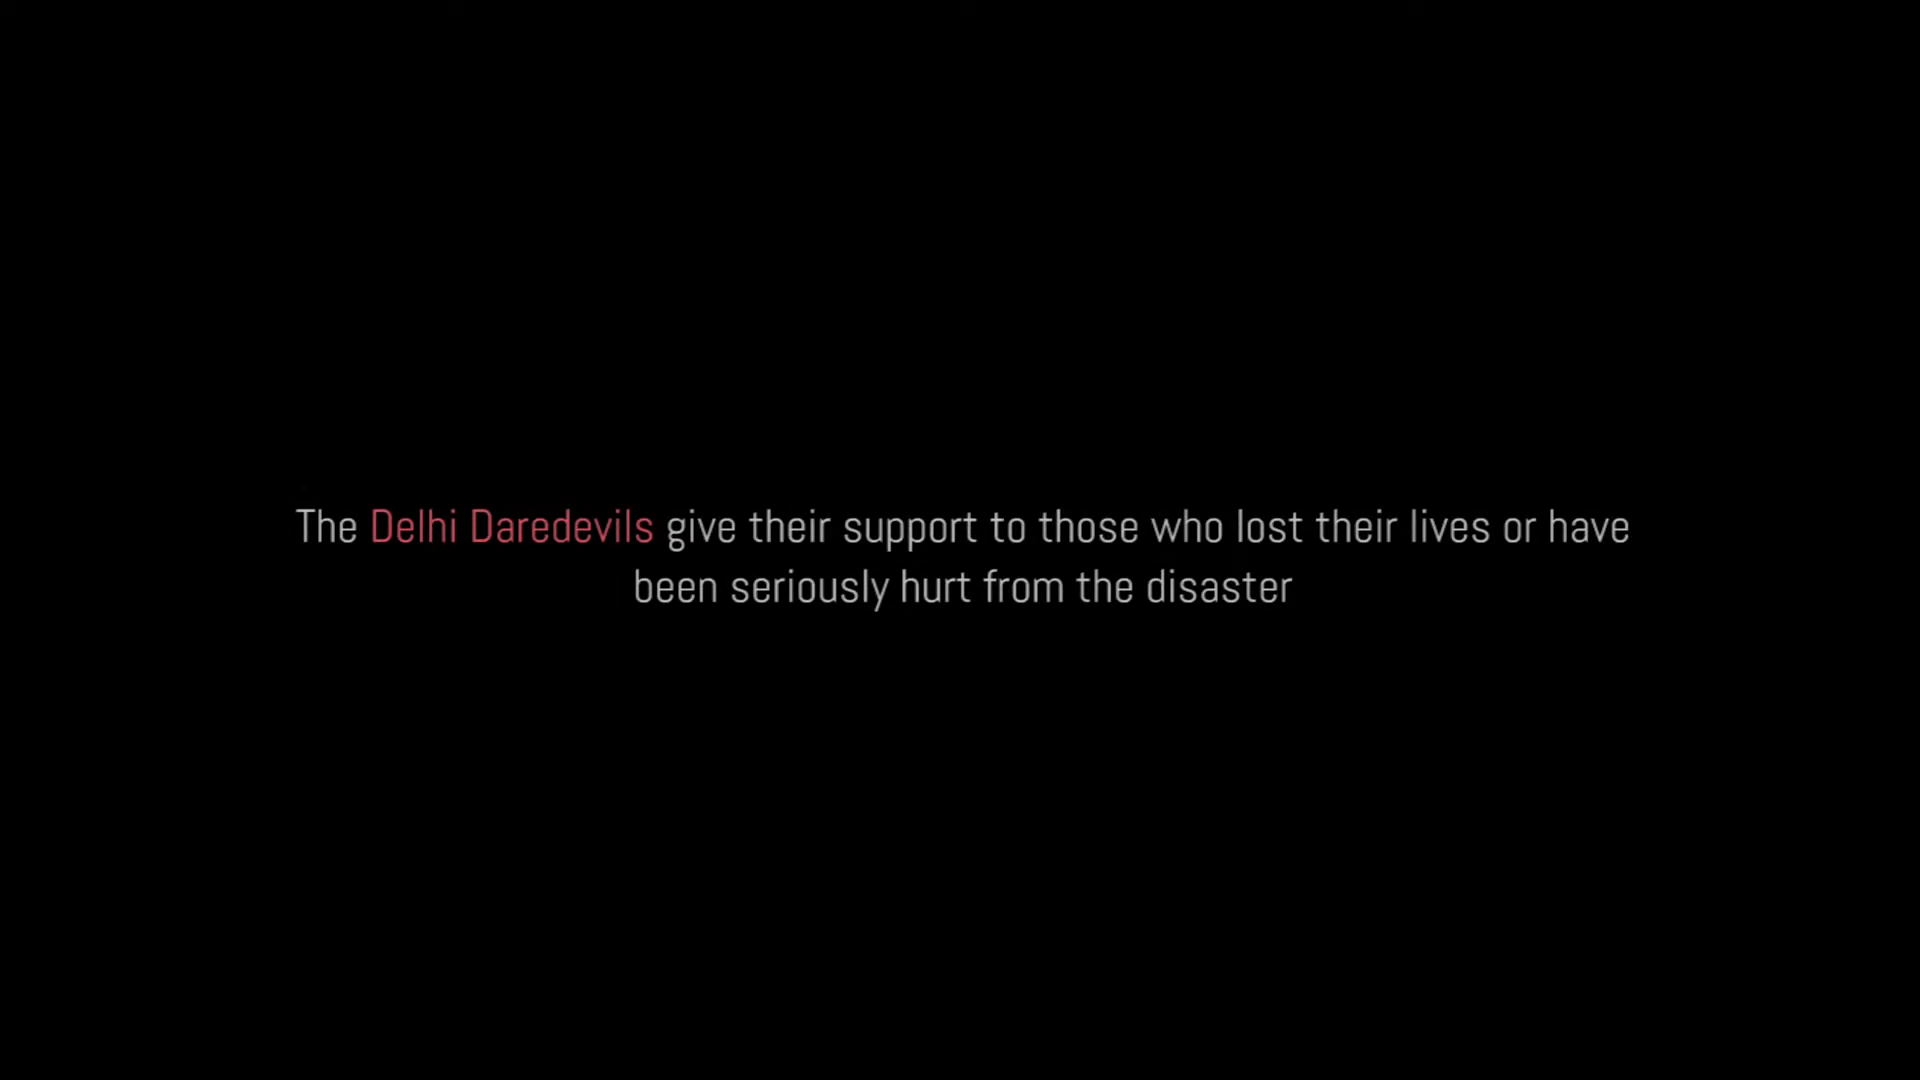 The Delhi Daredevils give their support to those who lost their lives or have
been seriously hurt from the disaster